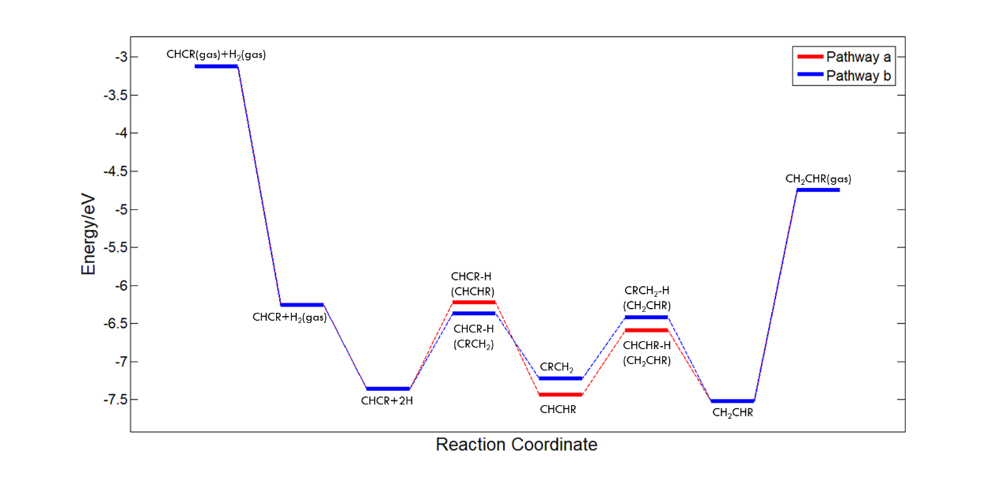 CHCR(gas)+H₂(gas)
Pathway a
Pathway b
-3
-3.5
-4
-4.5
-5
-5.5
-6
-6.5
-7
-7.5
Energy/eV
CH₂CHR(gas)
CHCR+H₂(gas)
CHCR+2H
CHCR-H
(CHCHR)
CHCR-H
(CRCH₂)
CRCH₂
CHCHR
CRCH₂-H
(CH₂CHR)
CHCHR-H
(CH₂CHR)
CH₂CHR
Reaction Coordinate